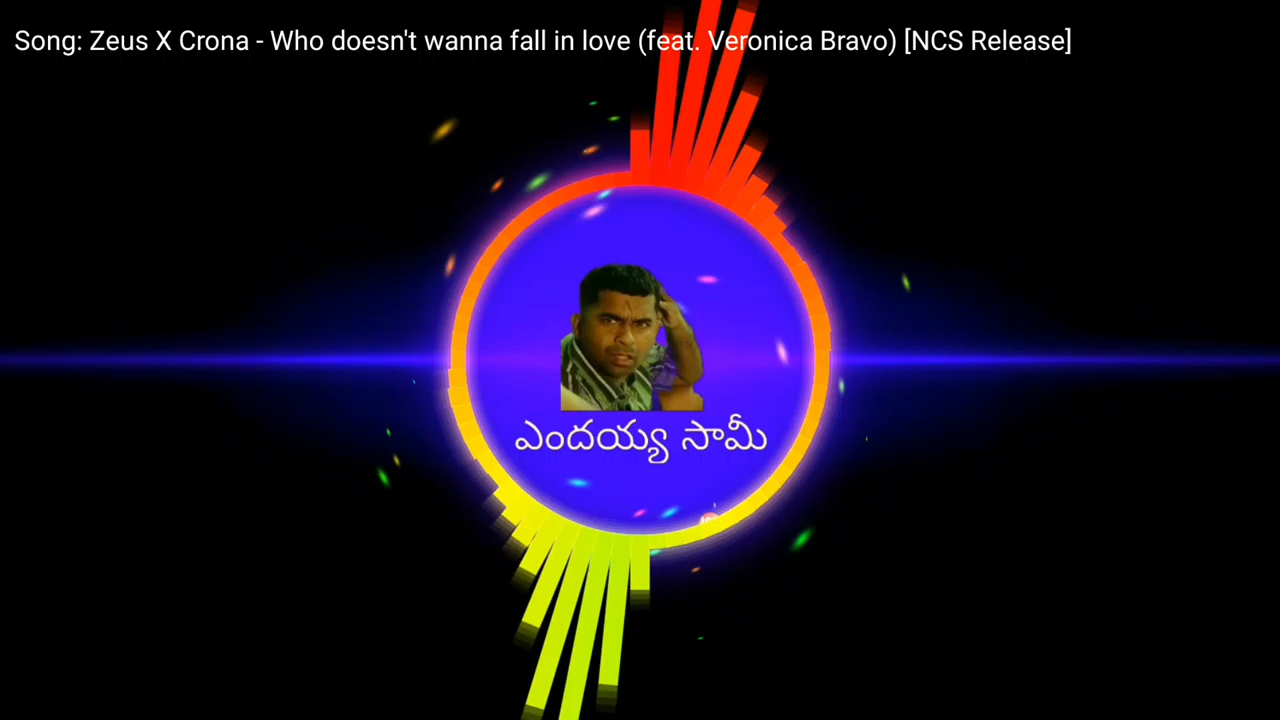 Song: Zeus X Crona - Who doesn't wanna fall in love (feat. Veronica Bravo) [NCS Release]
ఎందయ్య సామీ